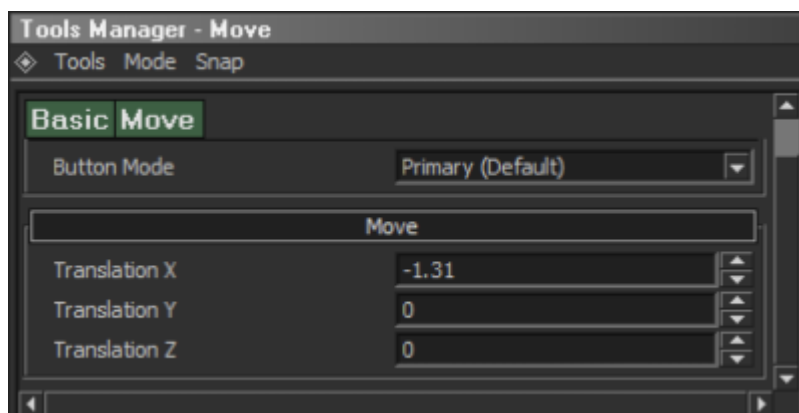 Tools Manager - Move
Tools Mode Snap
Basic Move
Button Mode Primary (Default)
Move
Translation X -1.31
Translation Y 0
Translation Z 0